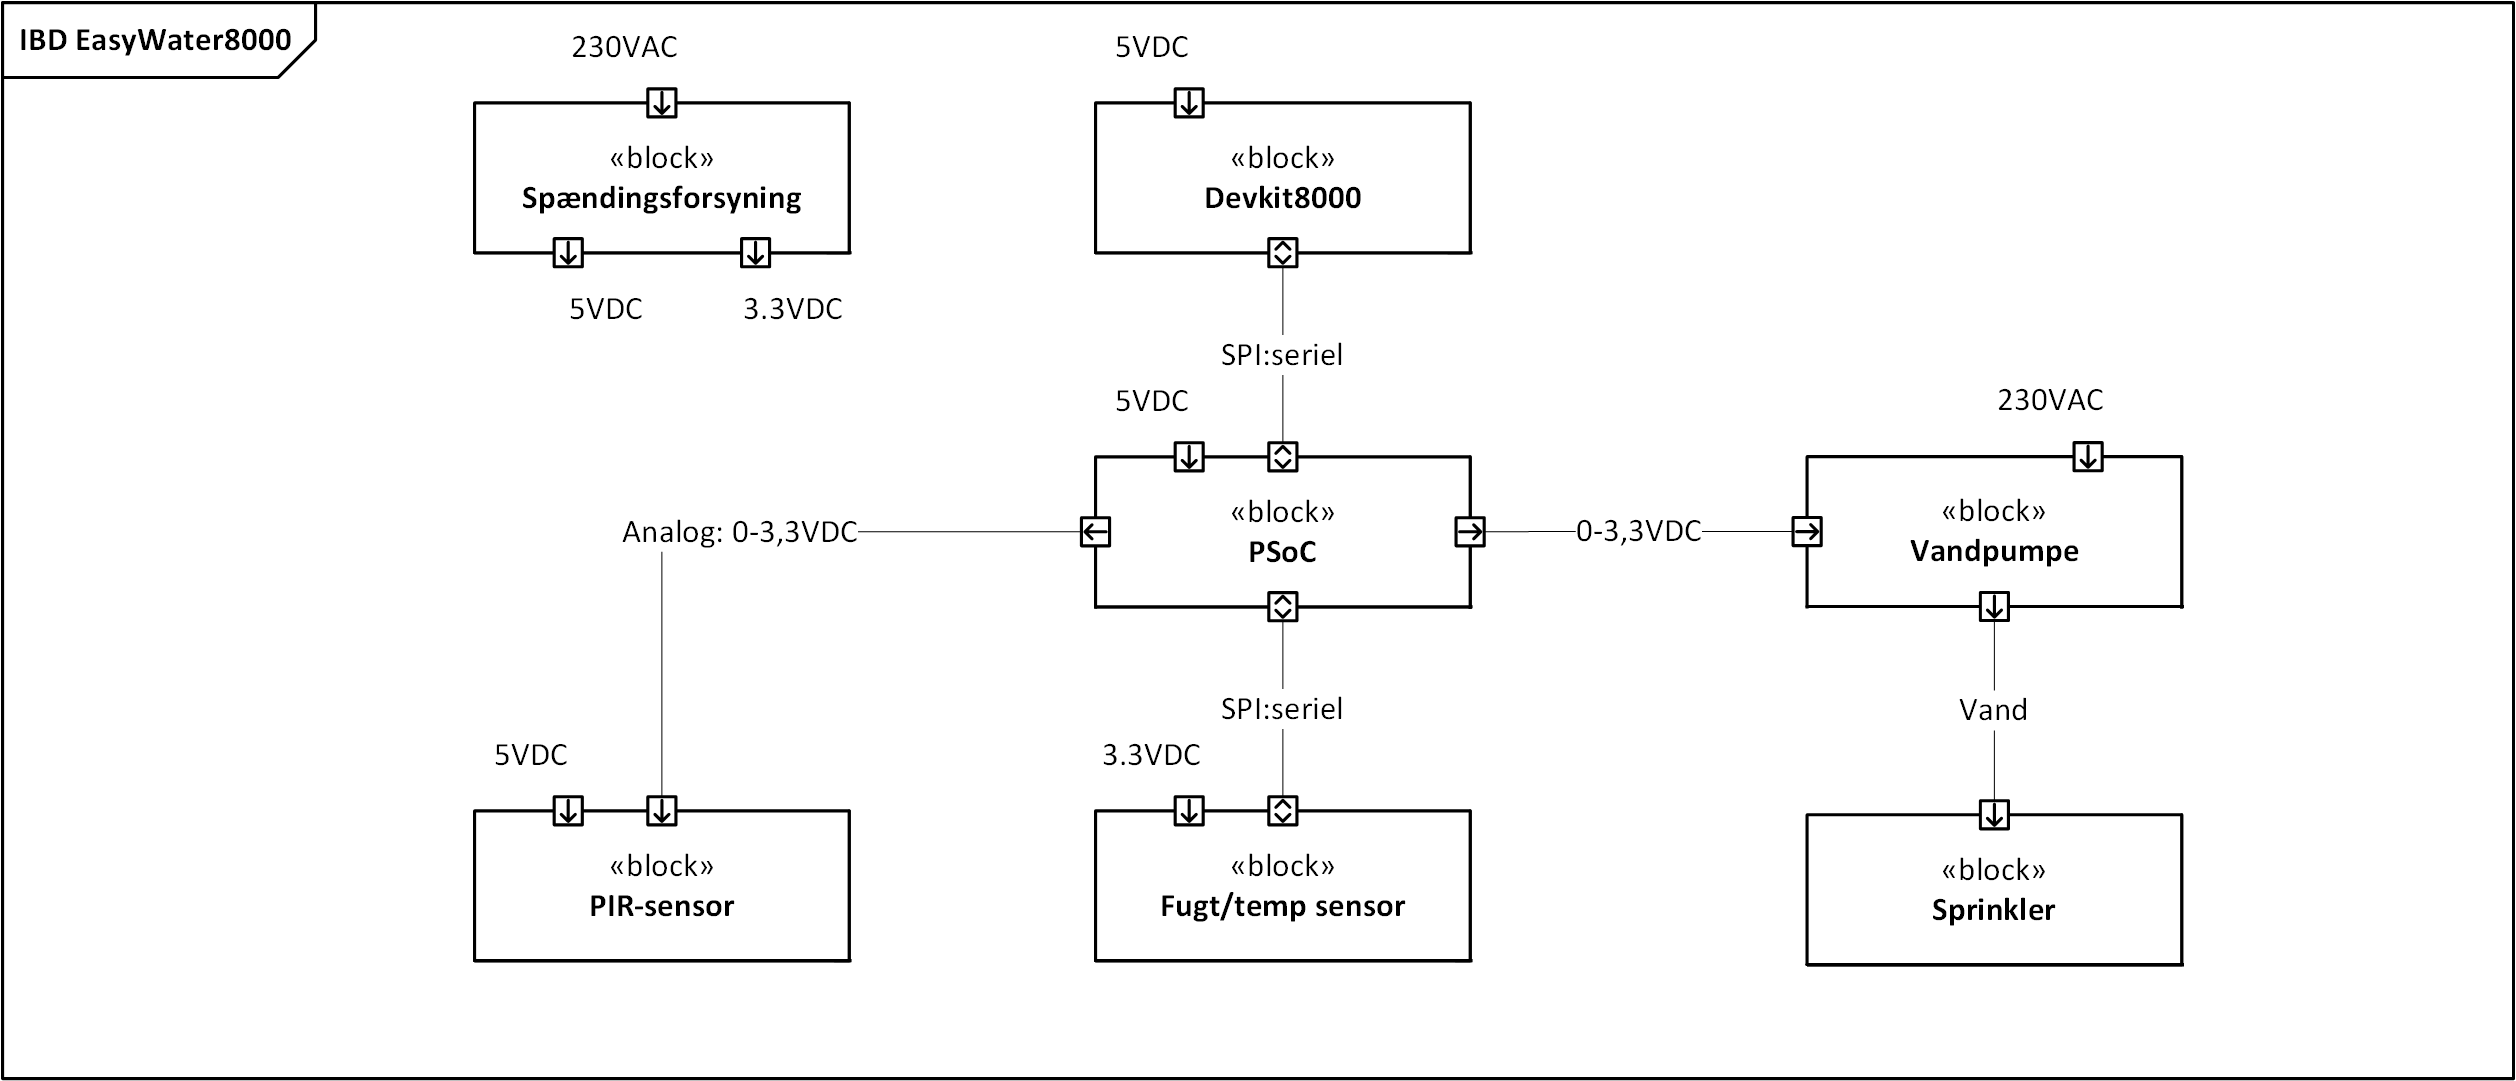 IBD EasyWater8000
230VAC
5VDC
«block»
Spændingsforsyning
«block»
Devkit8000
5VDC
3.3VDC
SPI:seriel
5VDC
230VAC
Analog: 0-3,3VDC
«block»
PSoC
0-3,3VDC
«block»
Vandpumpe
SPI:seriel
Vand
5VDC
3.3VDC
«block»
PIR-sensor
«block»
Fugt/temp sensor
«block»
Sprinkler